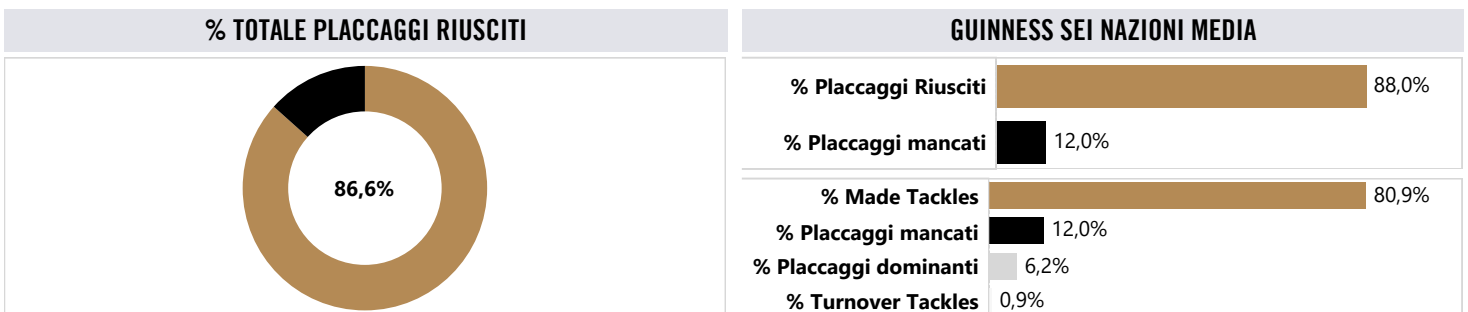 % TOTALE PLACCAGGI RIUSCITI
86,6%
GUINNESS SEI NAZIONI MEDIA
% Placcaggi Riusciti 88,0%
% Placcaggi mancati 12,0%
% Made Tackles 80,9%
% Placcaggi mancati 12,0%
% Placcaggi dominanti 6,2%
% Turnover Tackles 0,9%